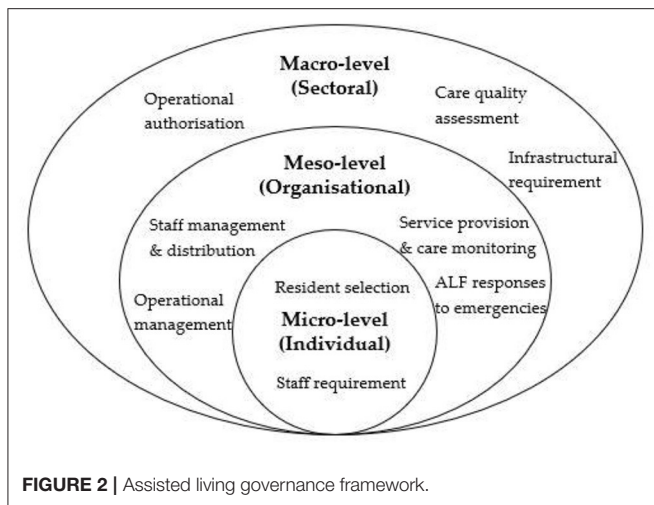 Macro-level
(Sectoral)
Operational
authorisation
Care quality
assessment
Infrastructural
requirement
Meso-level
(Organisational)
Staff management
& distribution
Service provision
& care monitoring
Operational
management
ALF responses
to emergencies
Resident selection
Micro-level
(Individual)
Staff requirement
FIGURE 2 | Assisted living governance framework.